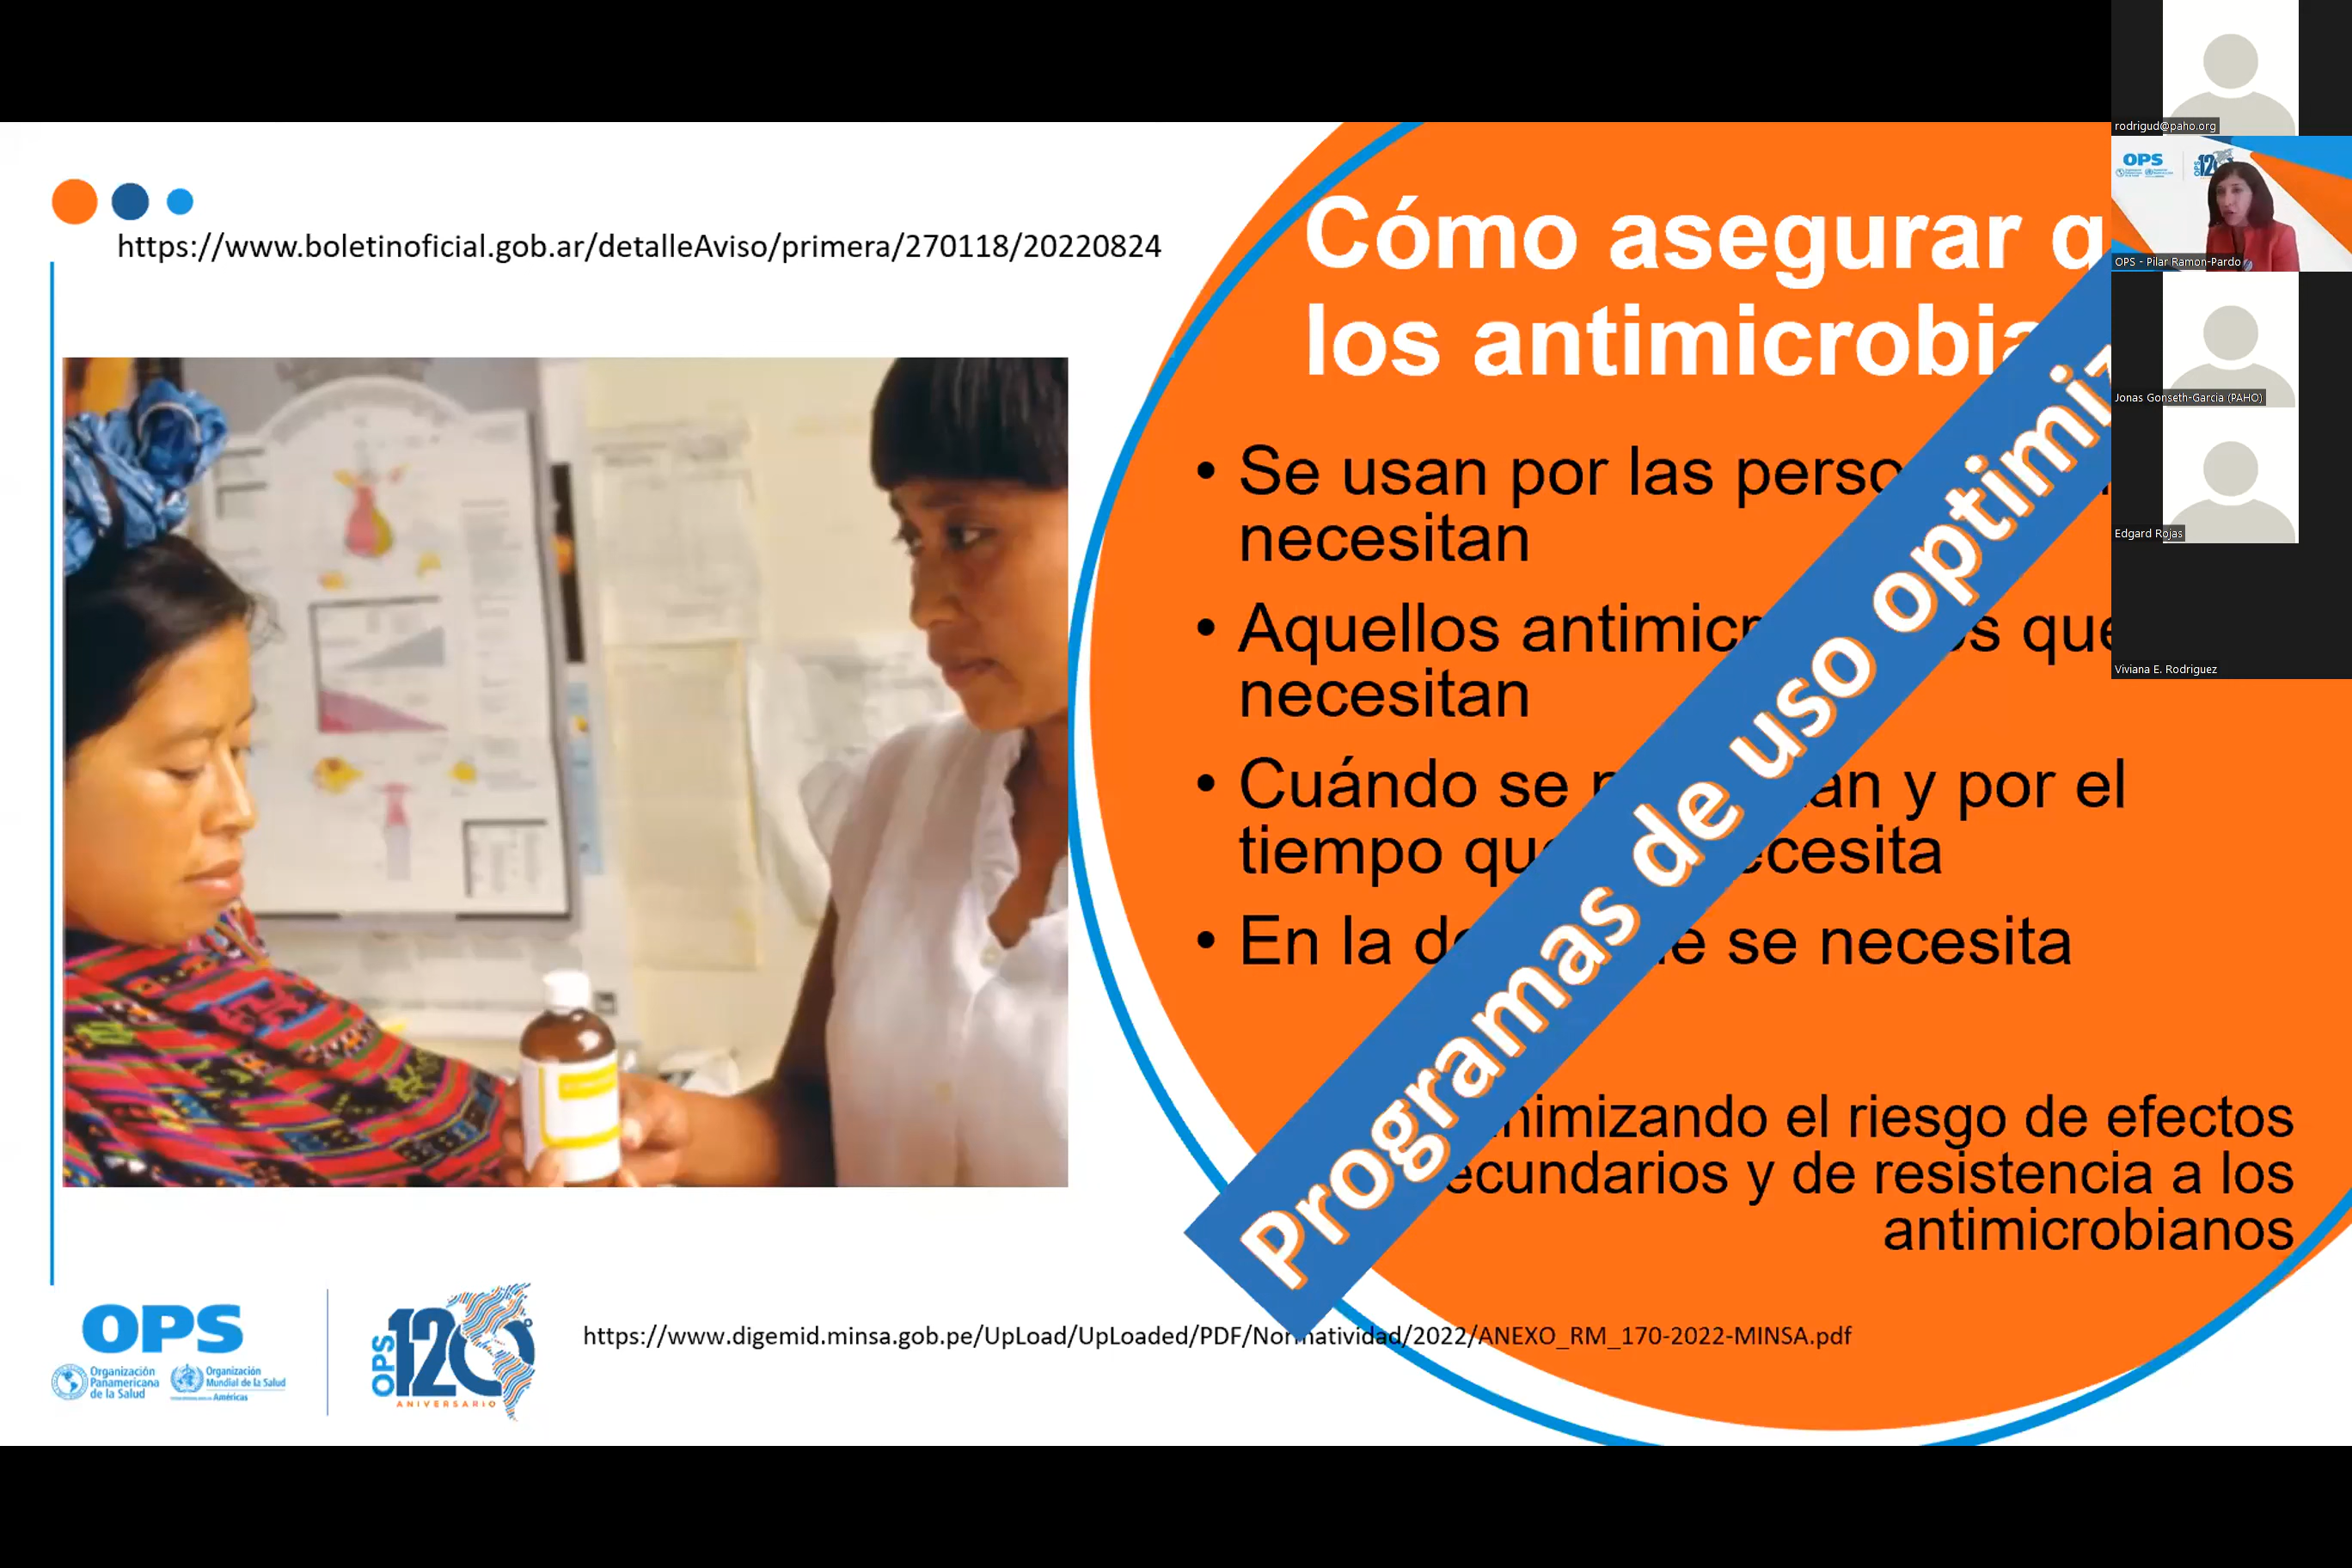 https://www.boletinoficial.gob.ar/detalleAviso/primera/270118/20220824
Cómo asegurar q
los antimicrobia
• Se usan por las perso
necesitan
• Aquellos antimicr s que
necesitan
• Cuándo se n an y por el
tiempo qu ecesita
• En la do e se necesita
nimizando el riesgo de efectos
ecundarios y de resistencia a los
antimicrobianos
Programas de uso optimiz
OPS
Organización
Panamericana
de la Salud
Organización
Mundial de la Salud
Américas
OPS
120
ANIVERSARIO
https://www.digemid.minsa.gob.pe/UpLoad/UpLoaded/PDF/Normatividad/2022/ANEXO_RM_170-2022-MINSA.pdf
rodrigud@paho.org
OPS
OPS - Pilar Ramon-Pardo
Jonas Gonseth-Garcia (PAHO)
Edgard Rojas
Viviana E. Rodriguez